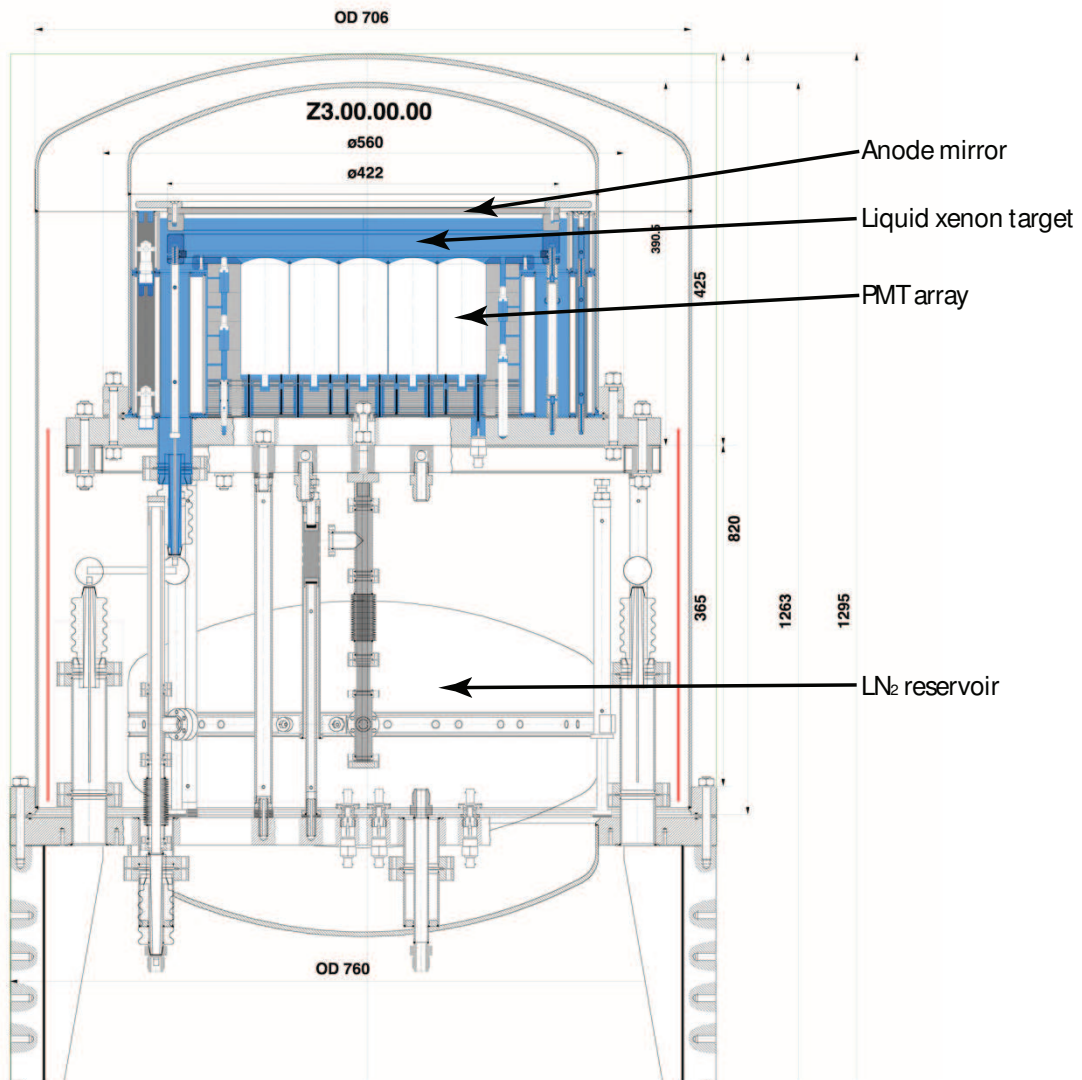 OD 706
Z3.00.00.00
ø560
ø422
Anode mirror
Liquid xenon target
390.5
425
PMT array
820
365
1263
1295
LN₂ reservoir
OD 760